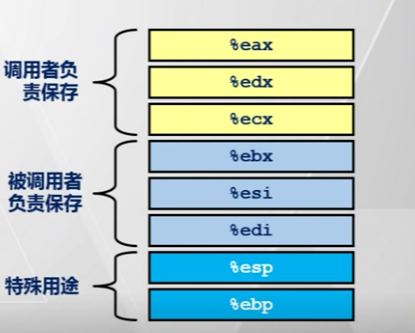 %eax
调用者负
责保存
%edx
%ecx
%ebx
被调用者
负责保存
%esi
%edi
%esp
特殊用途
%ebp